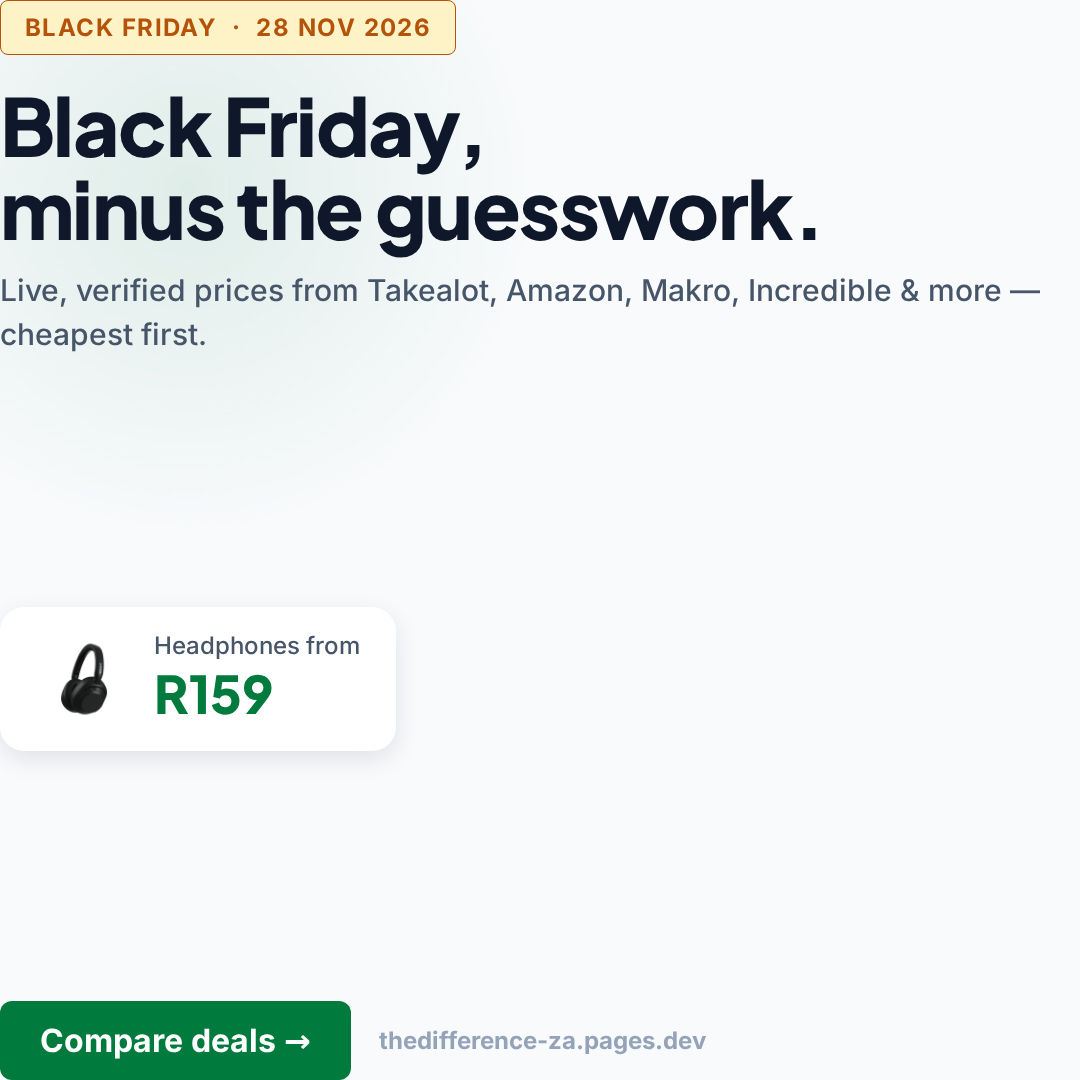 BLACK FRIDAY · 28 NOV 2026
Black Friday,
minus the guesswork.
Live, verified prices from Takealot, Amazon, Makro, Incredible & more —
cheapest first.
Headphones from
R159
Compare deals →
thedifference-za.pages.dev